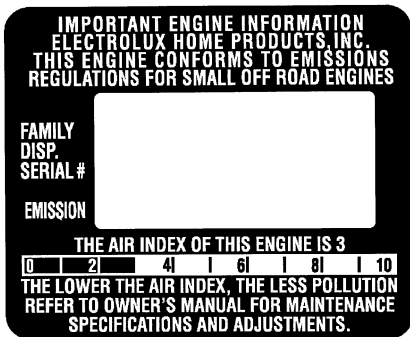 IMPORTANT ENGINE INFORMATION
ELECTROLUX HOME PRODUCTS, INC.
THIS ENGINE CONFORMS TO EMISSIONS
REGULATIONS FOR SMALL OFF ROAD ENGINES
FAMILY
DISP.
SERIAL #
EMISSION
THE AIR INDEX OF THIS ENGINE IS 3
0 2 4 6 8 10
THE LOWER THE AIR INDEX, THE LESS POLLUTION
REFER TO OWNER'S MANUAL FOR MAINTENANCE
SPECIFICATIONS AND ADJUSTMENTS.